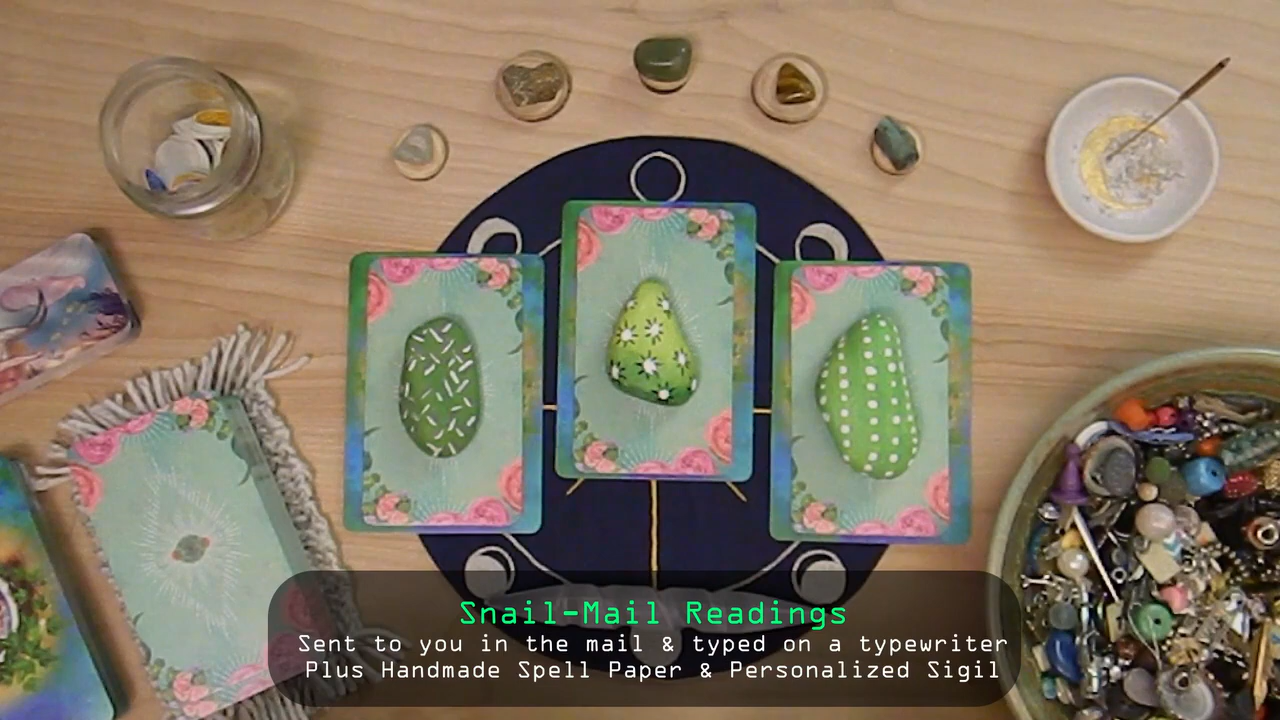 Snail-Mail Readings
Sent to you in the mail & typed on a typewriter
Plus Handmade Spell Paper & Personalized Sigil